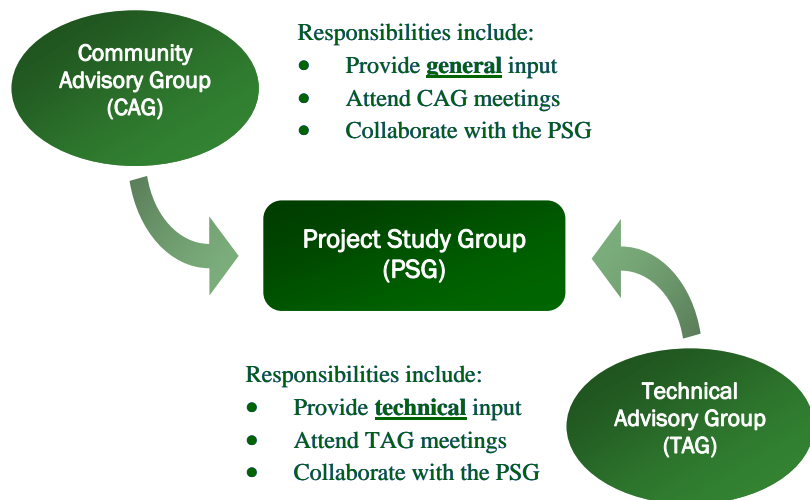 Community
Advisory Group
(CAG)
Responsibilities include:
• Provide general input
• Attend CAG meetings
• Collaborate with the PSG
Project Study Group
(PSG)
Responsibilities include:
• Provide technical input
• Attend TAG meetings
• Collaborate with the PSG
Technical
Advisory Group
(TAG)